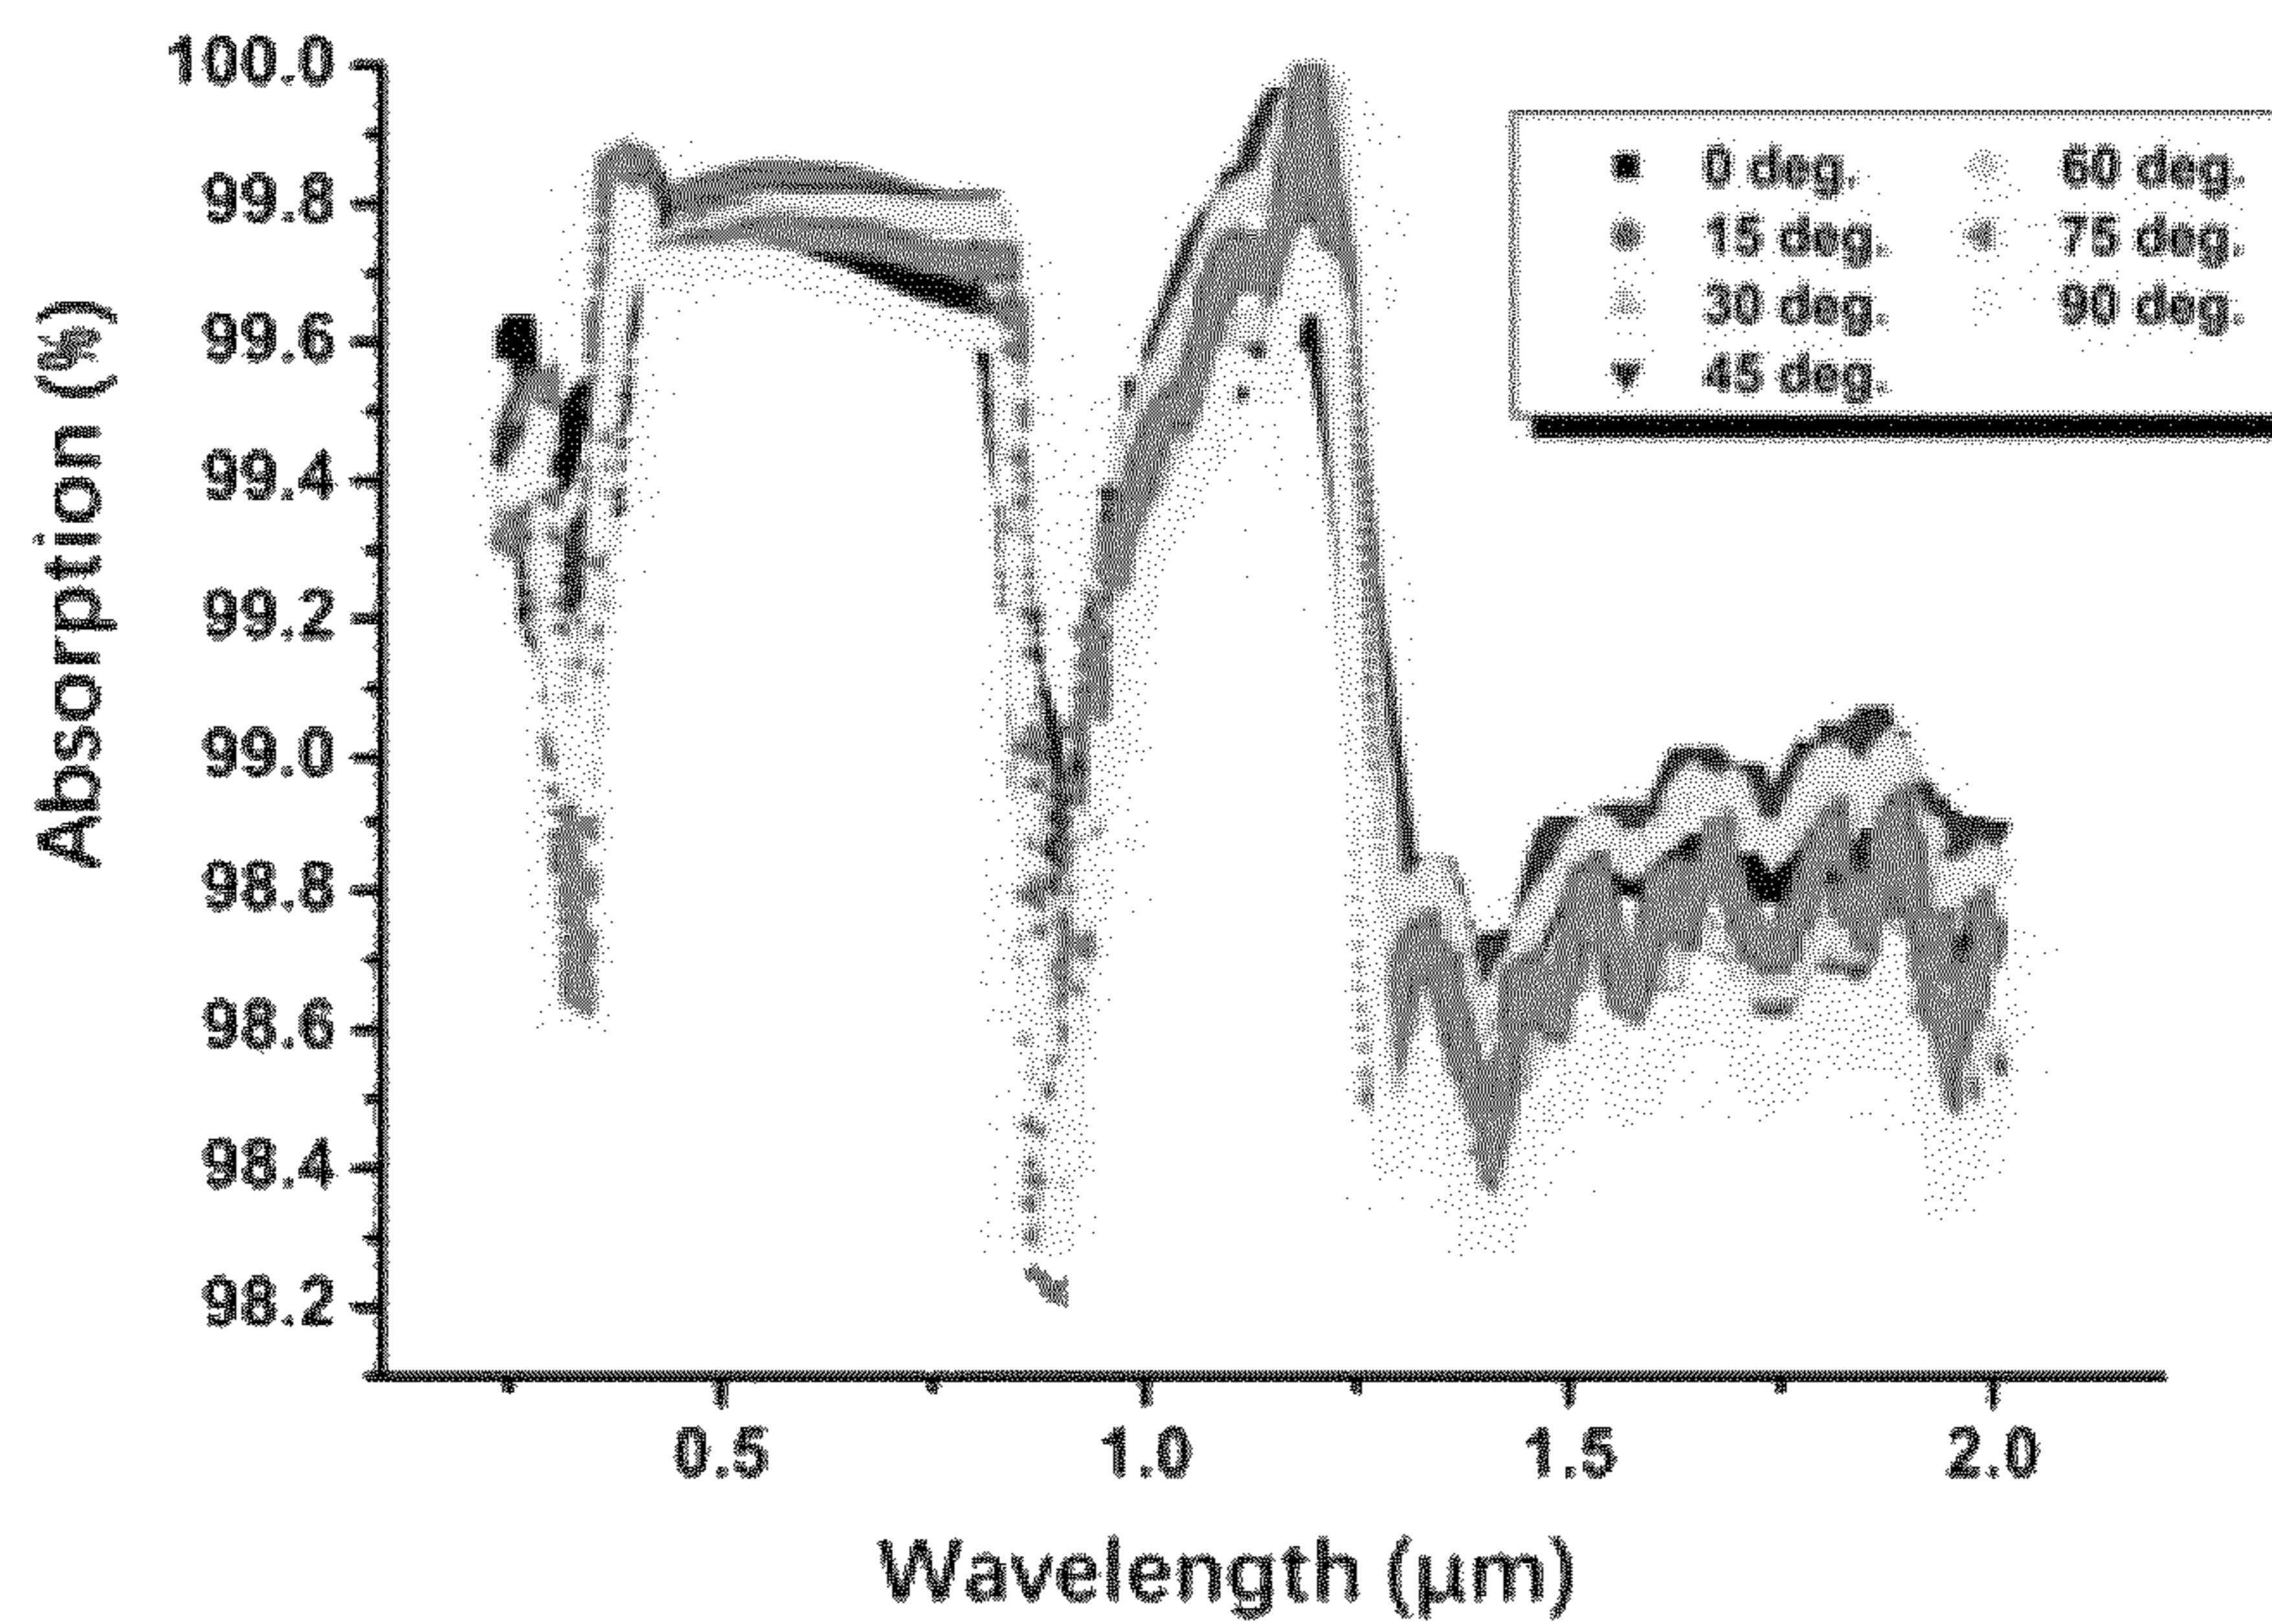 100.0
99.8
99.6
99.4
99.2
99.0
98.8
98.6
98.4
98.2
Absorption (%)
0 deg. 60 deg.
15 deg. 75 deg.
30 deg. 90 deg.
45 deg.
0.5 1.0 1.5 2.0
Wavelength (μm)